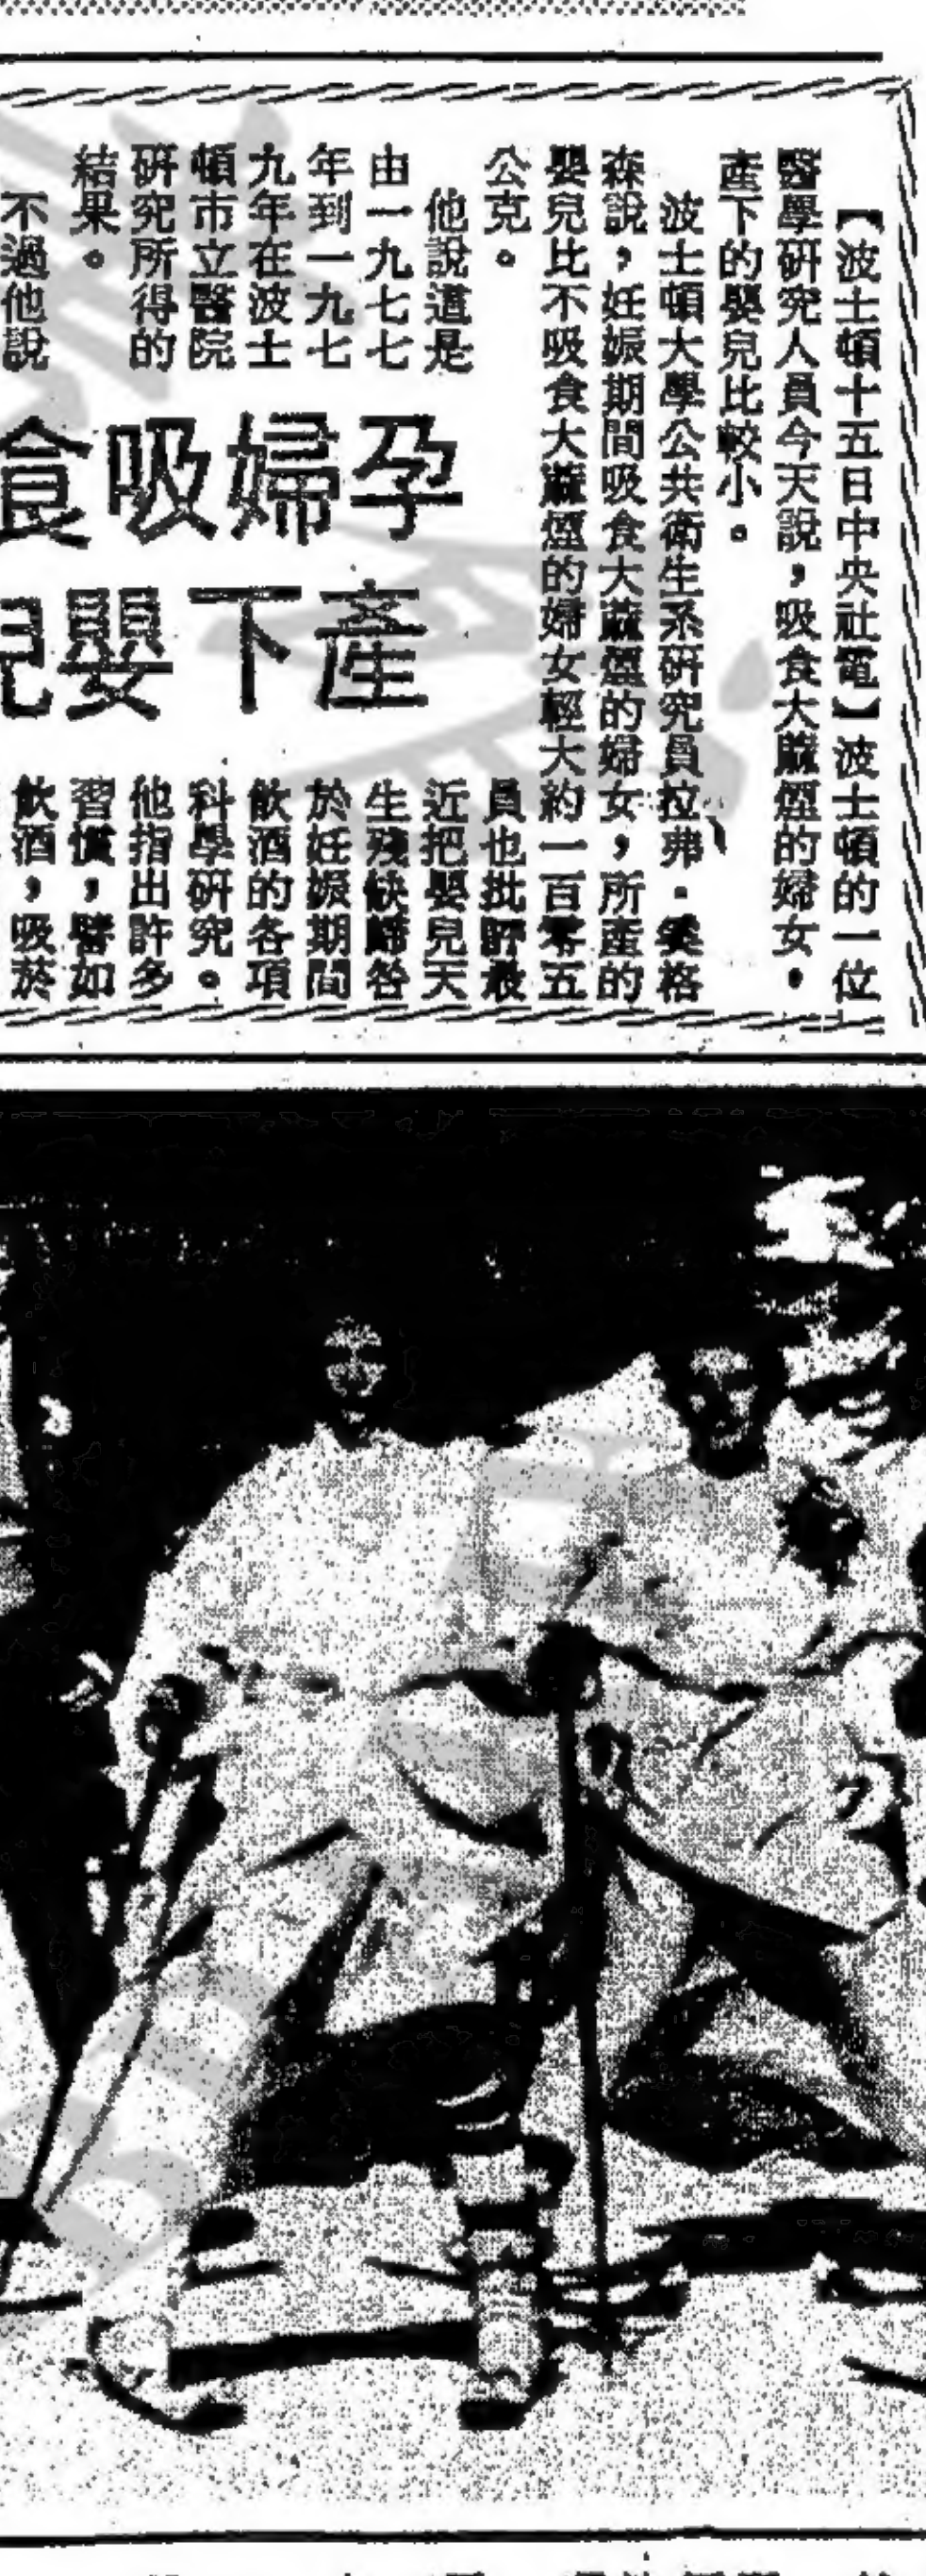 【波士頓十五日中央社電】波士頓的一位
醫學研究人員今天說，吸食大麻煙的婦女，
產下的嬰兒比較小。
波士頓大學公共衛生系研究員拉弗·
格
森說，妊娠期間吸食大蔴煙的婦女，所產的
嬰兒比不吸食大蔴煙的婦女輕大約一百零五
公克。
他說道是
由一九七七
年到一九七
九年在波士
頓市立醫院
研究所得的
結果。
不過他說
孕婦吸食
產下嬰兒
員也批評最
近把嬰兒天
生殘缺歸咎
於妊娠期間
飲酒的各項
科學研究。
他指出許多
習慣，譬如
飲酒，吸菸